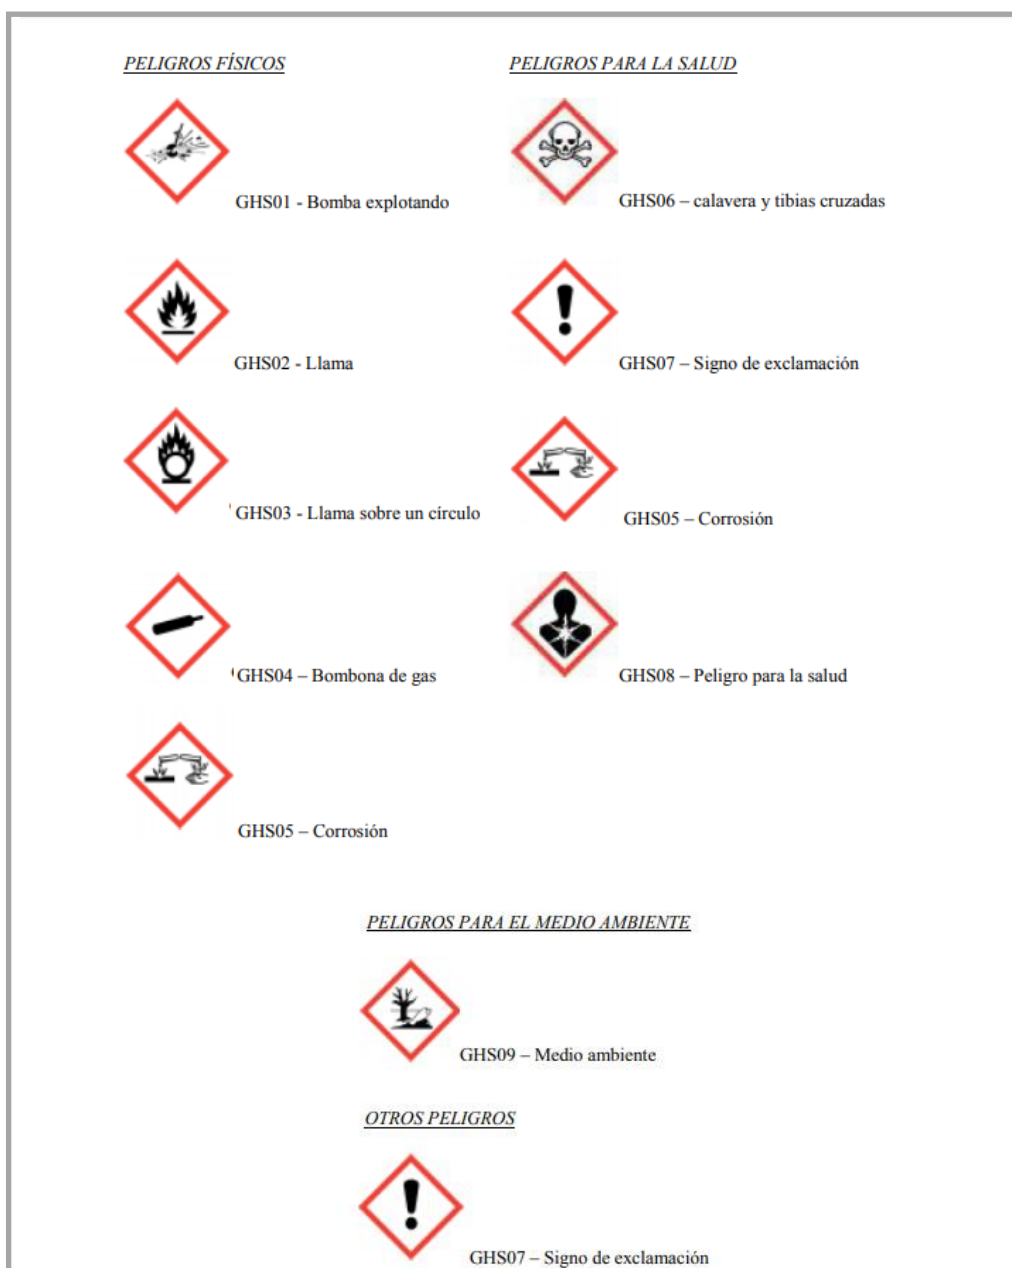 PELIGROS FÍSICOS
GHS01 - Bomba explotando
GHS02 - Llama
GHS03 - Llama sobre un círculo
GHS04 – Bombona de gas
GHS05 – Corrosión
PELIGROS PARA LA SALUD
GHS06 – calavera y tibias cruzadas
GHS07 – Signo de exclamación
GHS05 – Corrosión
GHS08 – Peligro para la salud
PELIGROS PARA EL MEDIO AMBIENTE
GHS09 – Medio ambiente
OTROS PELIGROS
GHS07 – Signo de exclamación